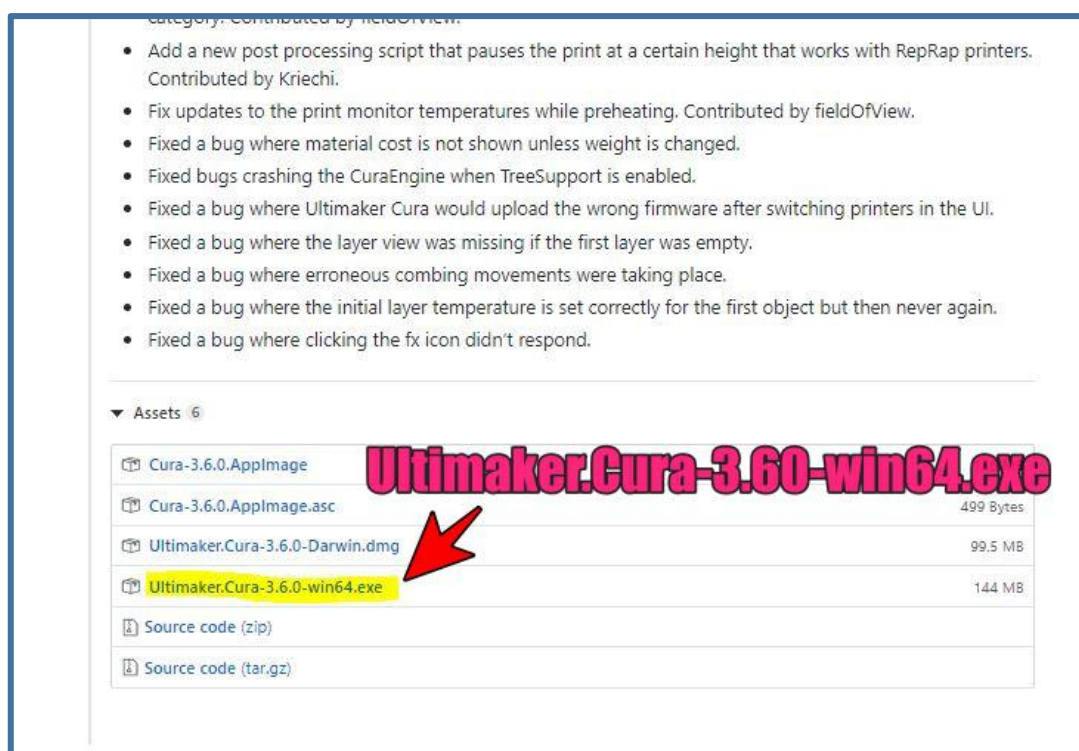 category. Contributed by fieldOfView.
• Add a new post processing script that pauses the print at a certain height that works with RepRap printers.
Contributed by Kriechi.
• Fix updates to the print monitor temperatures while preheating. Contributed by fieldOfView.
• Fixed a bug where material cost is not shown unless weight is changed.
• Fixed bugs crashing the CuraEngine when TreeSupport is enabled.
• Fixed a bug where Ultimaker Cura would upload the wrong firmware after switching printers in the UI.
• Fixed a bug where the layer view was missing if the first layer was empty.
• Fixed a bug where erroneous combing movements were taking place.
• Fixed a bug where the initial layer temperature is set correctly for the first object but then never again.
• Fixed a bug where clicking the fx icon didn’t respond.
Assets 6
Cura-3.6.0.AppImage
Ultimaker.Cura-3.60-win64.exe
Cura-3.6.0.AppImage.asc 499 Bytes
Ultimaker.Cura-3.6.0-Darwin.dmg 99.5 MB
Ultimaker.Cura-3.6.0-win64.exe 144 MB
Source code (zip)
Source code (tar.gz)